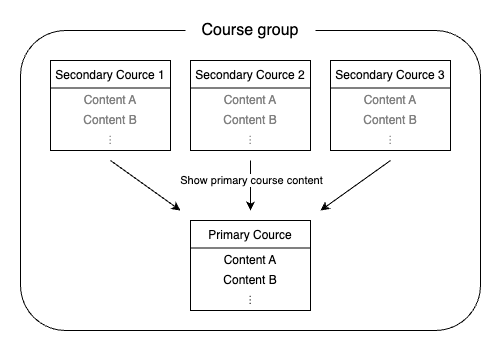 Course group
Secondary Cource 1
Content A
Content B
⋮
Secondary Cource 2
Content A
Content B
⋮
Secondary Cource 3
Content A
Content B
⋮
Show primary course content
Primary Cource
Content A
Content B
⋮